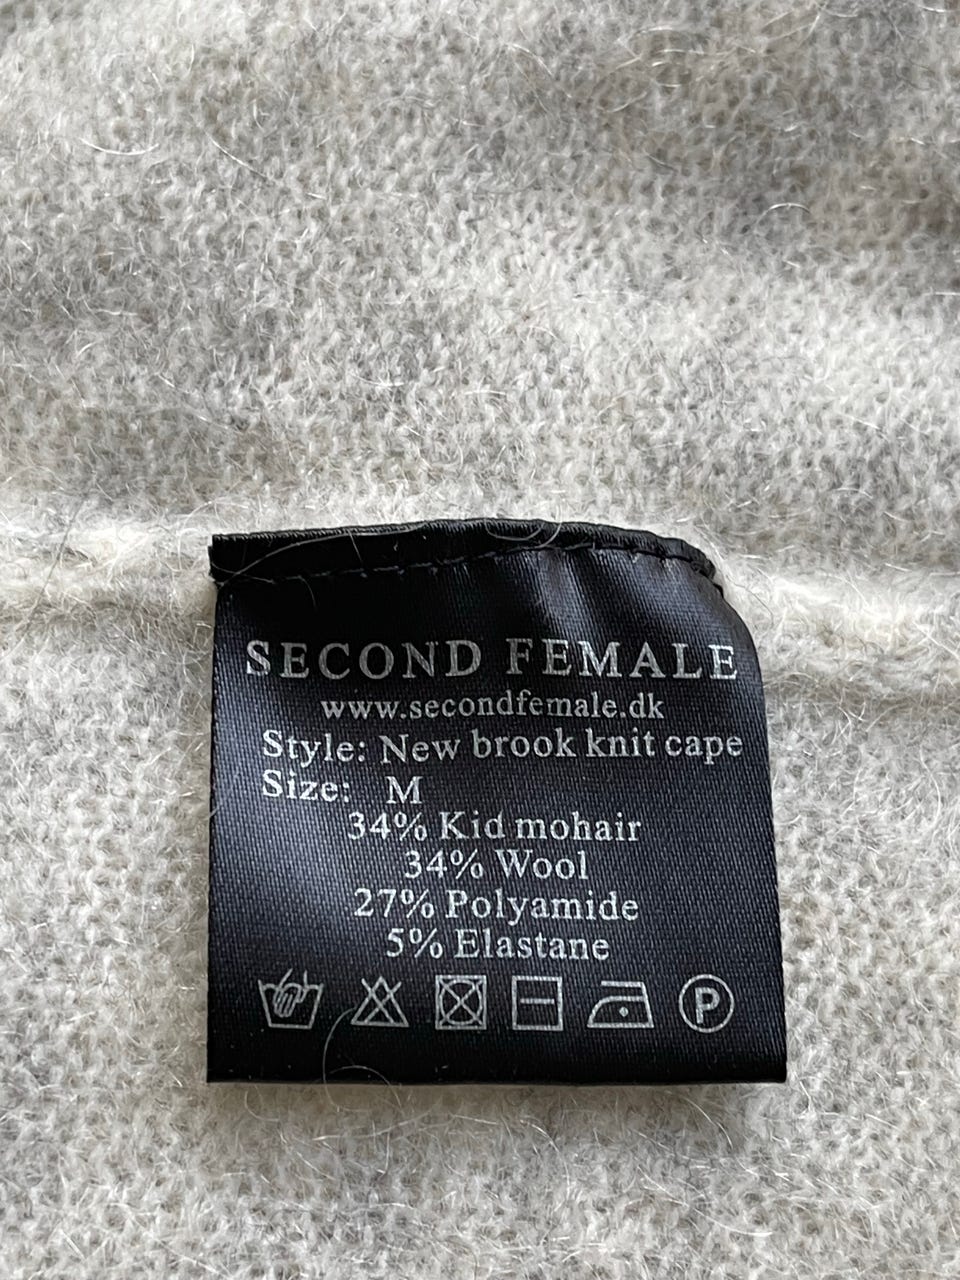 SECOND FEMALE
www.secondfemale.dk
Style: New brook knit cape
Size: M
34% Kid mohair
34% Wool
27% Polyamide
5% Elastane
P